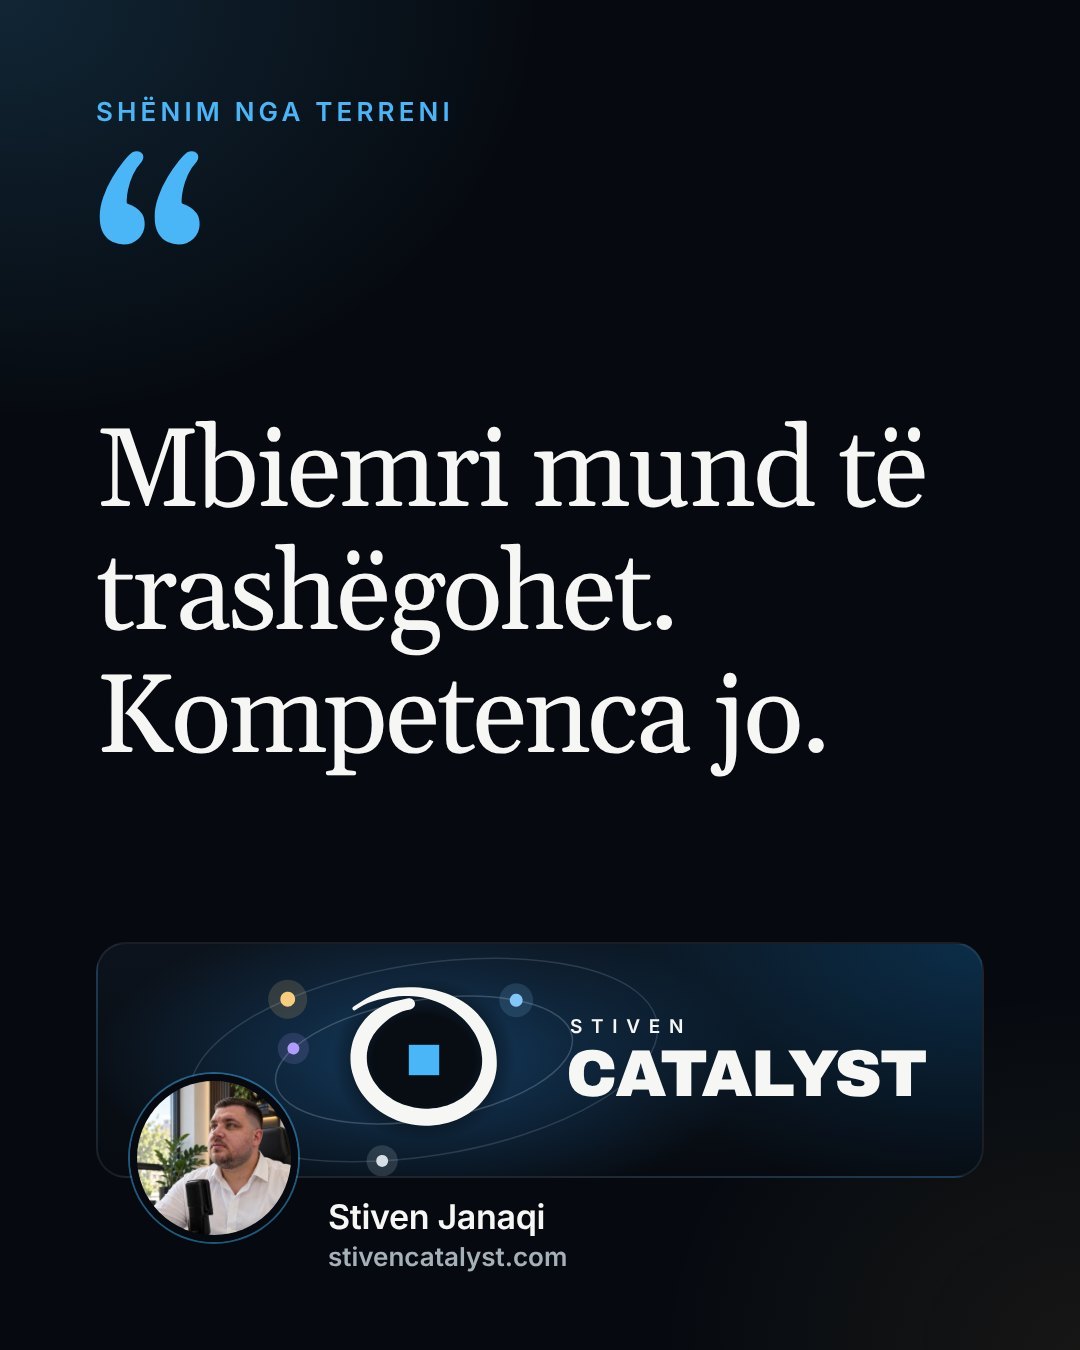 SHËNIM NGA TERRENI
“
Mbiemri mund të
trashëgohet.
Kompetenca jo.
STIVEN
CATALYST
Stiven Janaqi
stivencatalyst.com